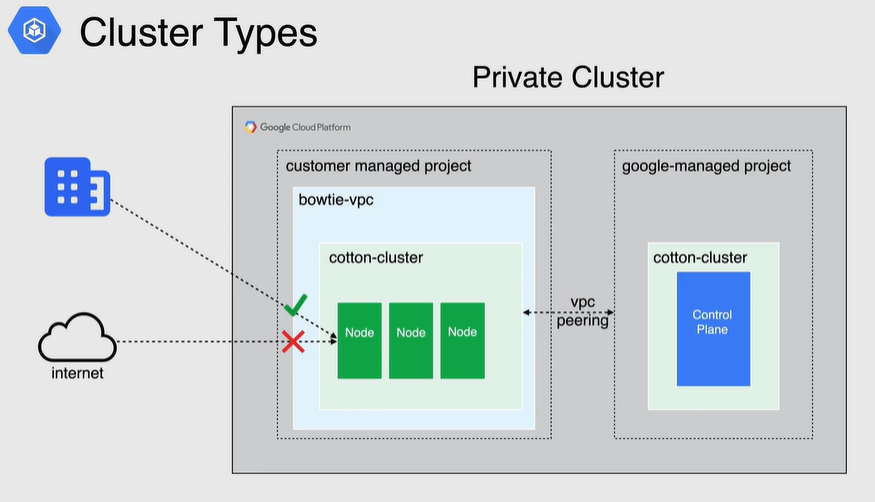 Cluster Types
Private Cluster
Google Cloud Platform
customer managed project
google-managed project
bowtie-vpc
cotton-cluster
cotton-cluster
Node
Node
Node
vpc
peering
Control
Plane
internet